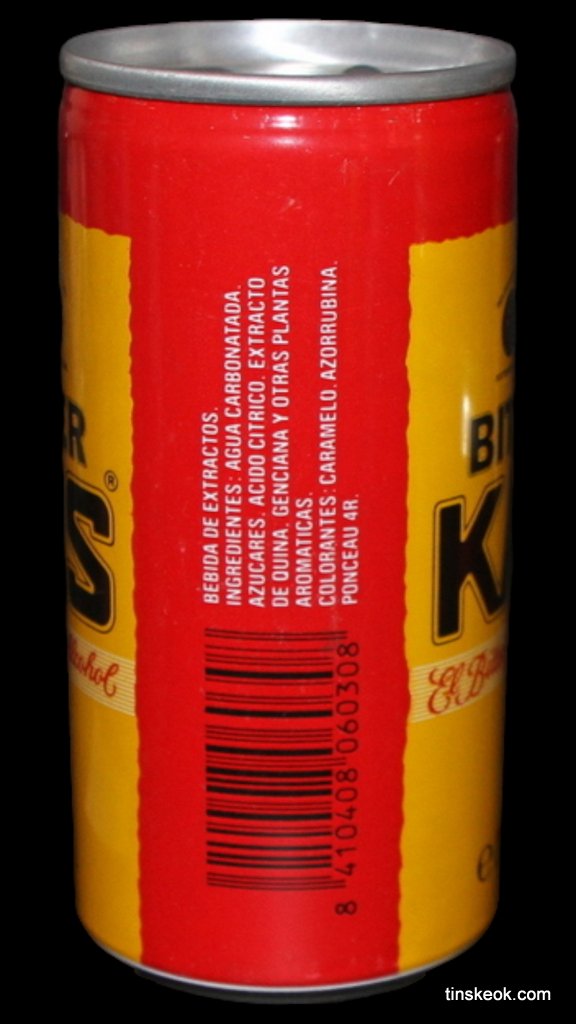 BEBIDA DE EXTRACTOS.
INGREDIENTES: AGUA CARBONATADA.
AZUCARES. ACIDO CITRICO. EXTRACTO
DE QUINA. GENCIANA Y OTRAS PLANTAS
AROMATICAS.
COLORANTES: CARAMELO. AZORRUBINA.
PONCEAU 4R.
8 410408 060308
S®
K
El
tinskeok.com